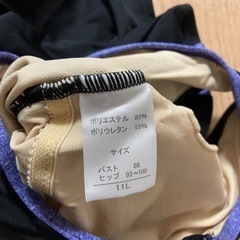 ポリエステル 85%
ポリウレタン 15%
サイズ
バスト 86
ヒップ 92~100
11L